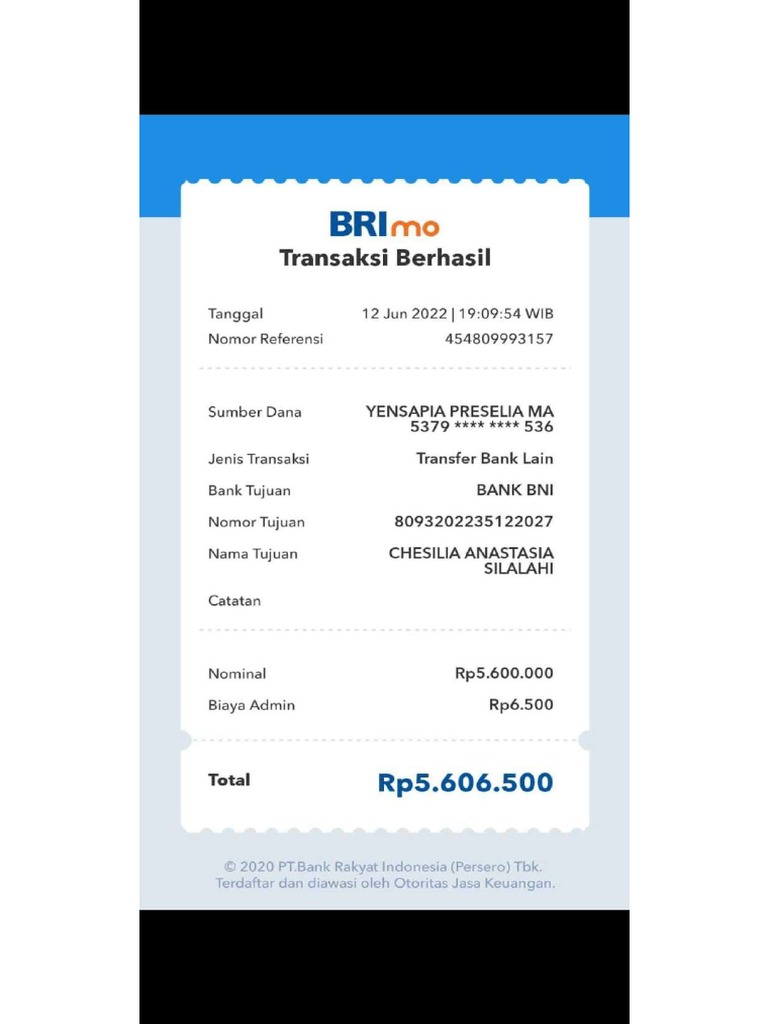 BRImo
Transaksi Berhasil
Tanggal 12 Jun 2022 | 19:09:54 WIB
Nomor Referensi 454809993157
Sumber Dana YENSAPIA PRESELIA MA
5379 **** **** 536
Jenis Transaksi Transfer Bank Lain
Bank Tujuan BANK BNI
Nomor Tujuan 8093202235122027
Nama Tujuan CHESILIA ANASTASIA
SILALAHI
Catatan
Nominal Rp5.600.000
Biaya Admin Rp6.500
Total Rp5.606.500
© 2020 PT.Bank Rakyat Indonesia (Persero) Tbk.
Terdaftar dan diawasi oleh Otoritas Jasa Keuangan.